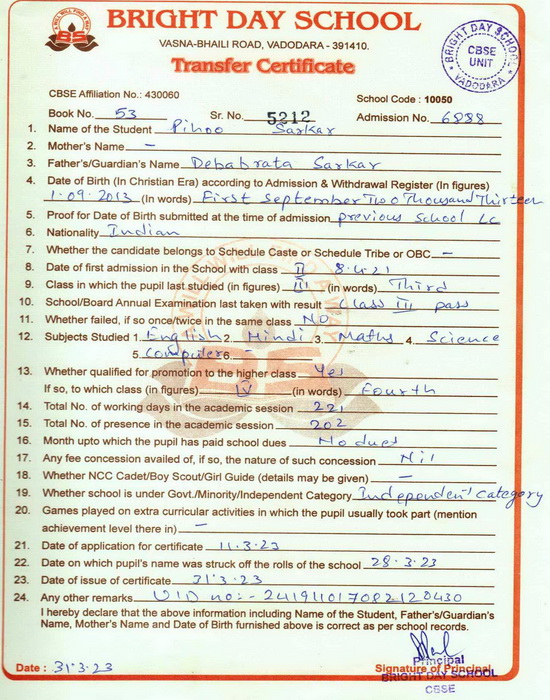 BRIGHT DAY SCHOOL
VASNA-BHAILI ROAD, VADODARA - 391410.
Transfer Certificate
BRIGHT DAY SCHOOL
CBSE
UNIT
VADODARA
CBSE Affiliation No.: 430060
School Code : 10050
Book No. 53 Sr. No. 5212 Admission No. 6888
1. Name of the Student Pihoo Sarkar
2. Mother's Name –
3. Father's/Guardian's Name Debabrata Sarkar
4. Date of Birth (In Christian Era) according to Admission & Withdrawal Register (In figures)
1.09.2013 (In words) First September Two Thousand Thirteen
5. Proof for Date of Birth submitted at the time of admission previous School LC
6. Nationality Indian
7. Whether the candidate belongs to Schedule Caste or Schedule Tribe or OBC –
8. Date of first admission in the School with class II 8.4.21
9. Class in which the pupil last studied (in figures) III (in words) Third
10. School/Board Annual Examination last taken with result Class III pass
11. Whether failed, if so once/twice in the same class NO
12. Subjects Studied 1. English 2. Hindi 3. Maths 4. Science
5. Computer 6. –
13. Whether qualified for promotion to the higher class Yes
If so, to which class (in figures) IV (in words) Fourth
14. Total No. of working days in the academic session 221
15. Total No. of presence in the academic session 202
16. Month upto which the pupil has paid school dues No dues
17. Any fee concession availed of, if so, the nature of such concession Nil
18. Whether NCC Cadet/Boy Scout/Girl Guide (details may be given) –
19. Whether school is under Govt./Minority/Independent Category Independent category
20. Games played on extra curricular activities in which the pupil usually took part (mention
achievement level there in) –
21. Date of application for certificate 11.3.23
22. Date on which pupil's name was struck off the rolls of the school 28.3.23
23. Date of issue of certificate 31.3.23
24. Any other remarks UID no:- 241911017082120430
I hereby declare that the above information including Name of the Student, Father's/Guardian's
Name, Mother's Name and Date of Birth furnished above is correct as per school records.
Principal
Date : 31.3.23 Signature of Principal
BRIGHT DAY SCHOOL
CBSE